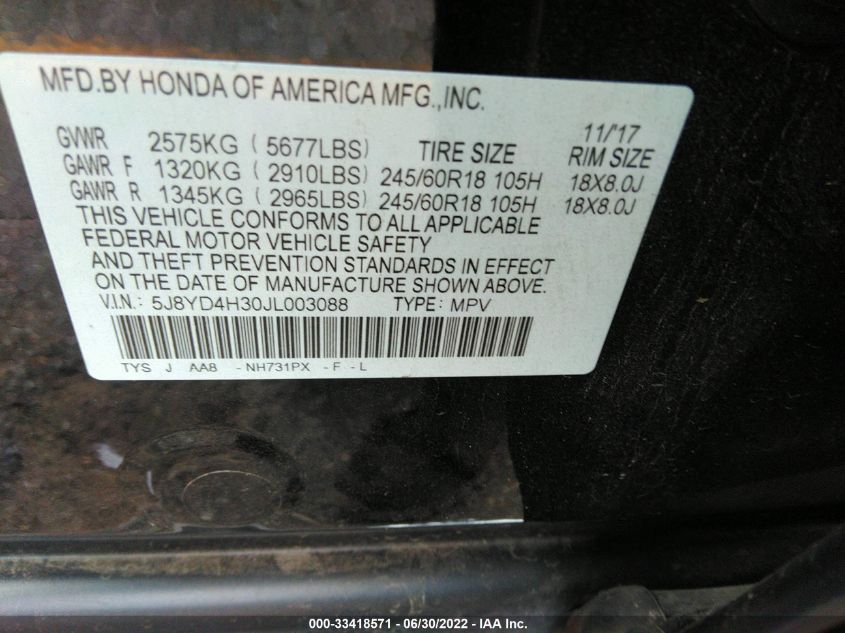 MFD.BY HONDA OF AMERICA MFG.,INC.
11/'17
GVWR 2575KG ( 5677LBS) TIRE SIZE RIM SIZE
GAWR F 1320KG ( 2910LBS) 245/60R18 105H 18X8.0J
GAWR R 1345KG ( 2965LBS) 245/60R18 105H 18X8.0J
THIS VEHICLE CONFORMS TO ALL APPLICABLE
FEDERAL MOTOR VEHICLE SAFETY
AND THEFT PREVENTION STANDARDS IN EFFECT
ON THE DATE OF MANUFACTURE SHOWN ABOVE.
V.I.N.: 5J8YD4H30JL003088 TYPE: MPV
TYS J AA8 - NH731PX - F - L
000-33418571 - 06/30/2022 - IAA Inc.